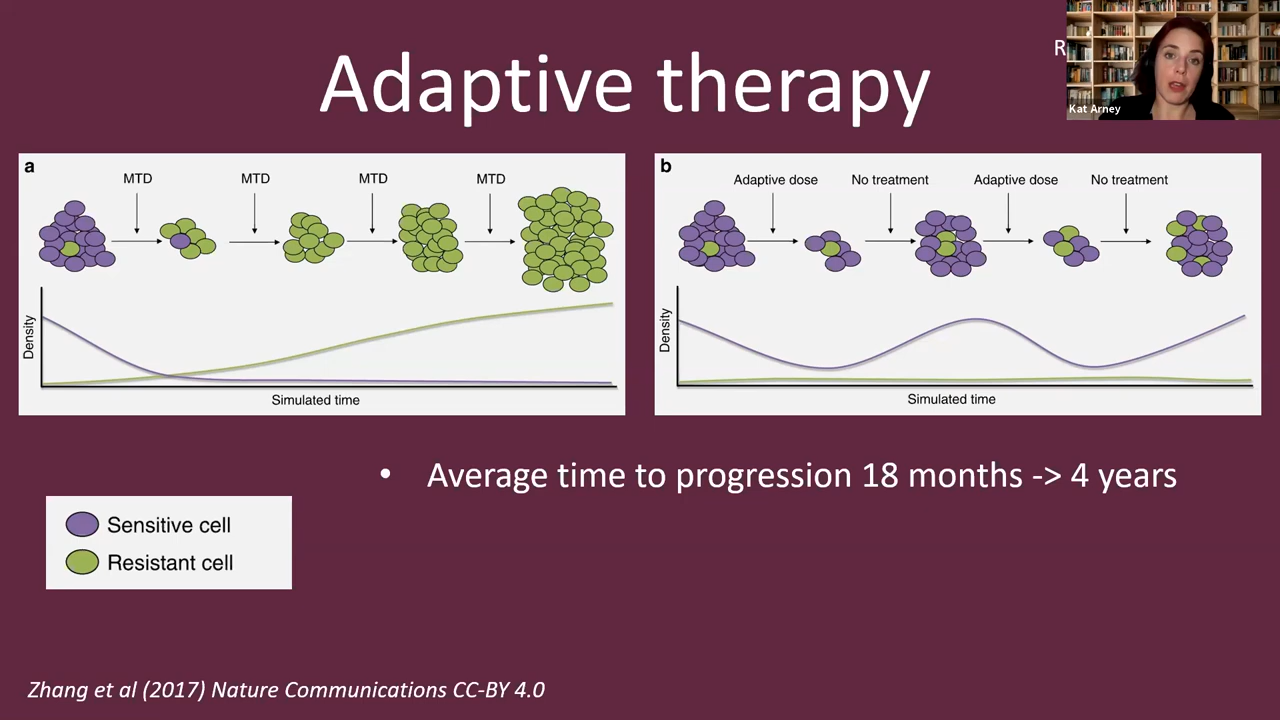 Adaptive therapy
R
Kat Arney
a
MTD MTD MTD MTD
Density
Simulated time
b
Adaptive dose No treatment Adaptive dose No treatment
Density
Simulated time
• Average time to progression 18 months -> 4 years
Sensitive cell
Resistant cell
Zhang et al (2017) Nature Communications CC-BY 4.0